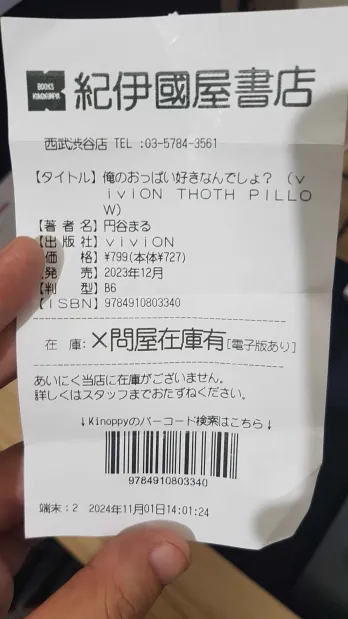 BOOKS
KINOKUNIYA
紀伊國屋書店
西武渋谷店 TEL :03-5784-3561
【タイトル】俺のおっぱい好きなんでしょ？ （ｖ
ｉｖｉＯＮ ＴＨＯＴＨ ＰＩＬＬＯ
Ｗ）
【著 者 名】円谷まる
【出 版 社】ｖｉｖｉＯＮ
価 格】¥799(本体¥727)
発 売】2023年12月
【判 型】B6
【ＩＳＢＮ】9784910803340
在 庫:×問屋在庫有[電子版あり]
あいにく当店に在庫がございません。
詳しくはスタッフまでおたずねください。
↓Kinoppyのバーコード検索はこちら↓
9784910803340
端末：2 2024年11月01日14:01:24